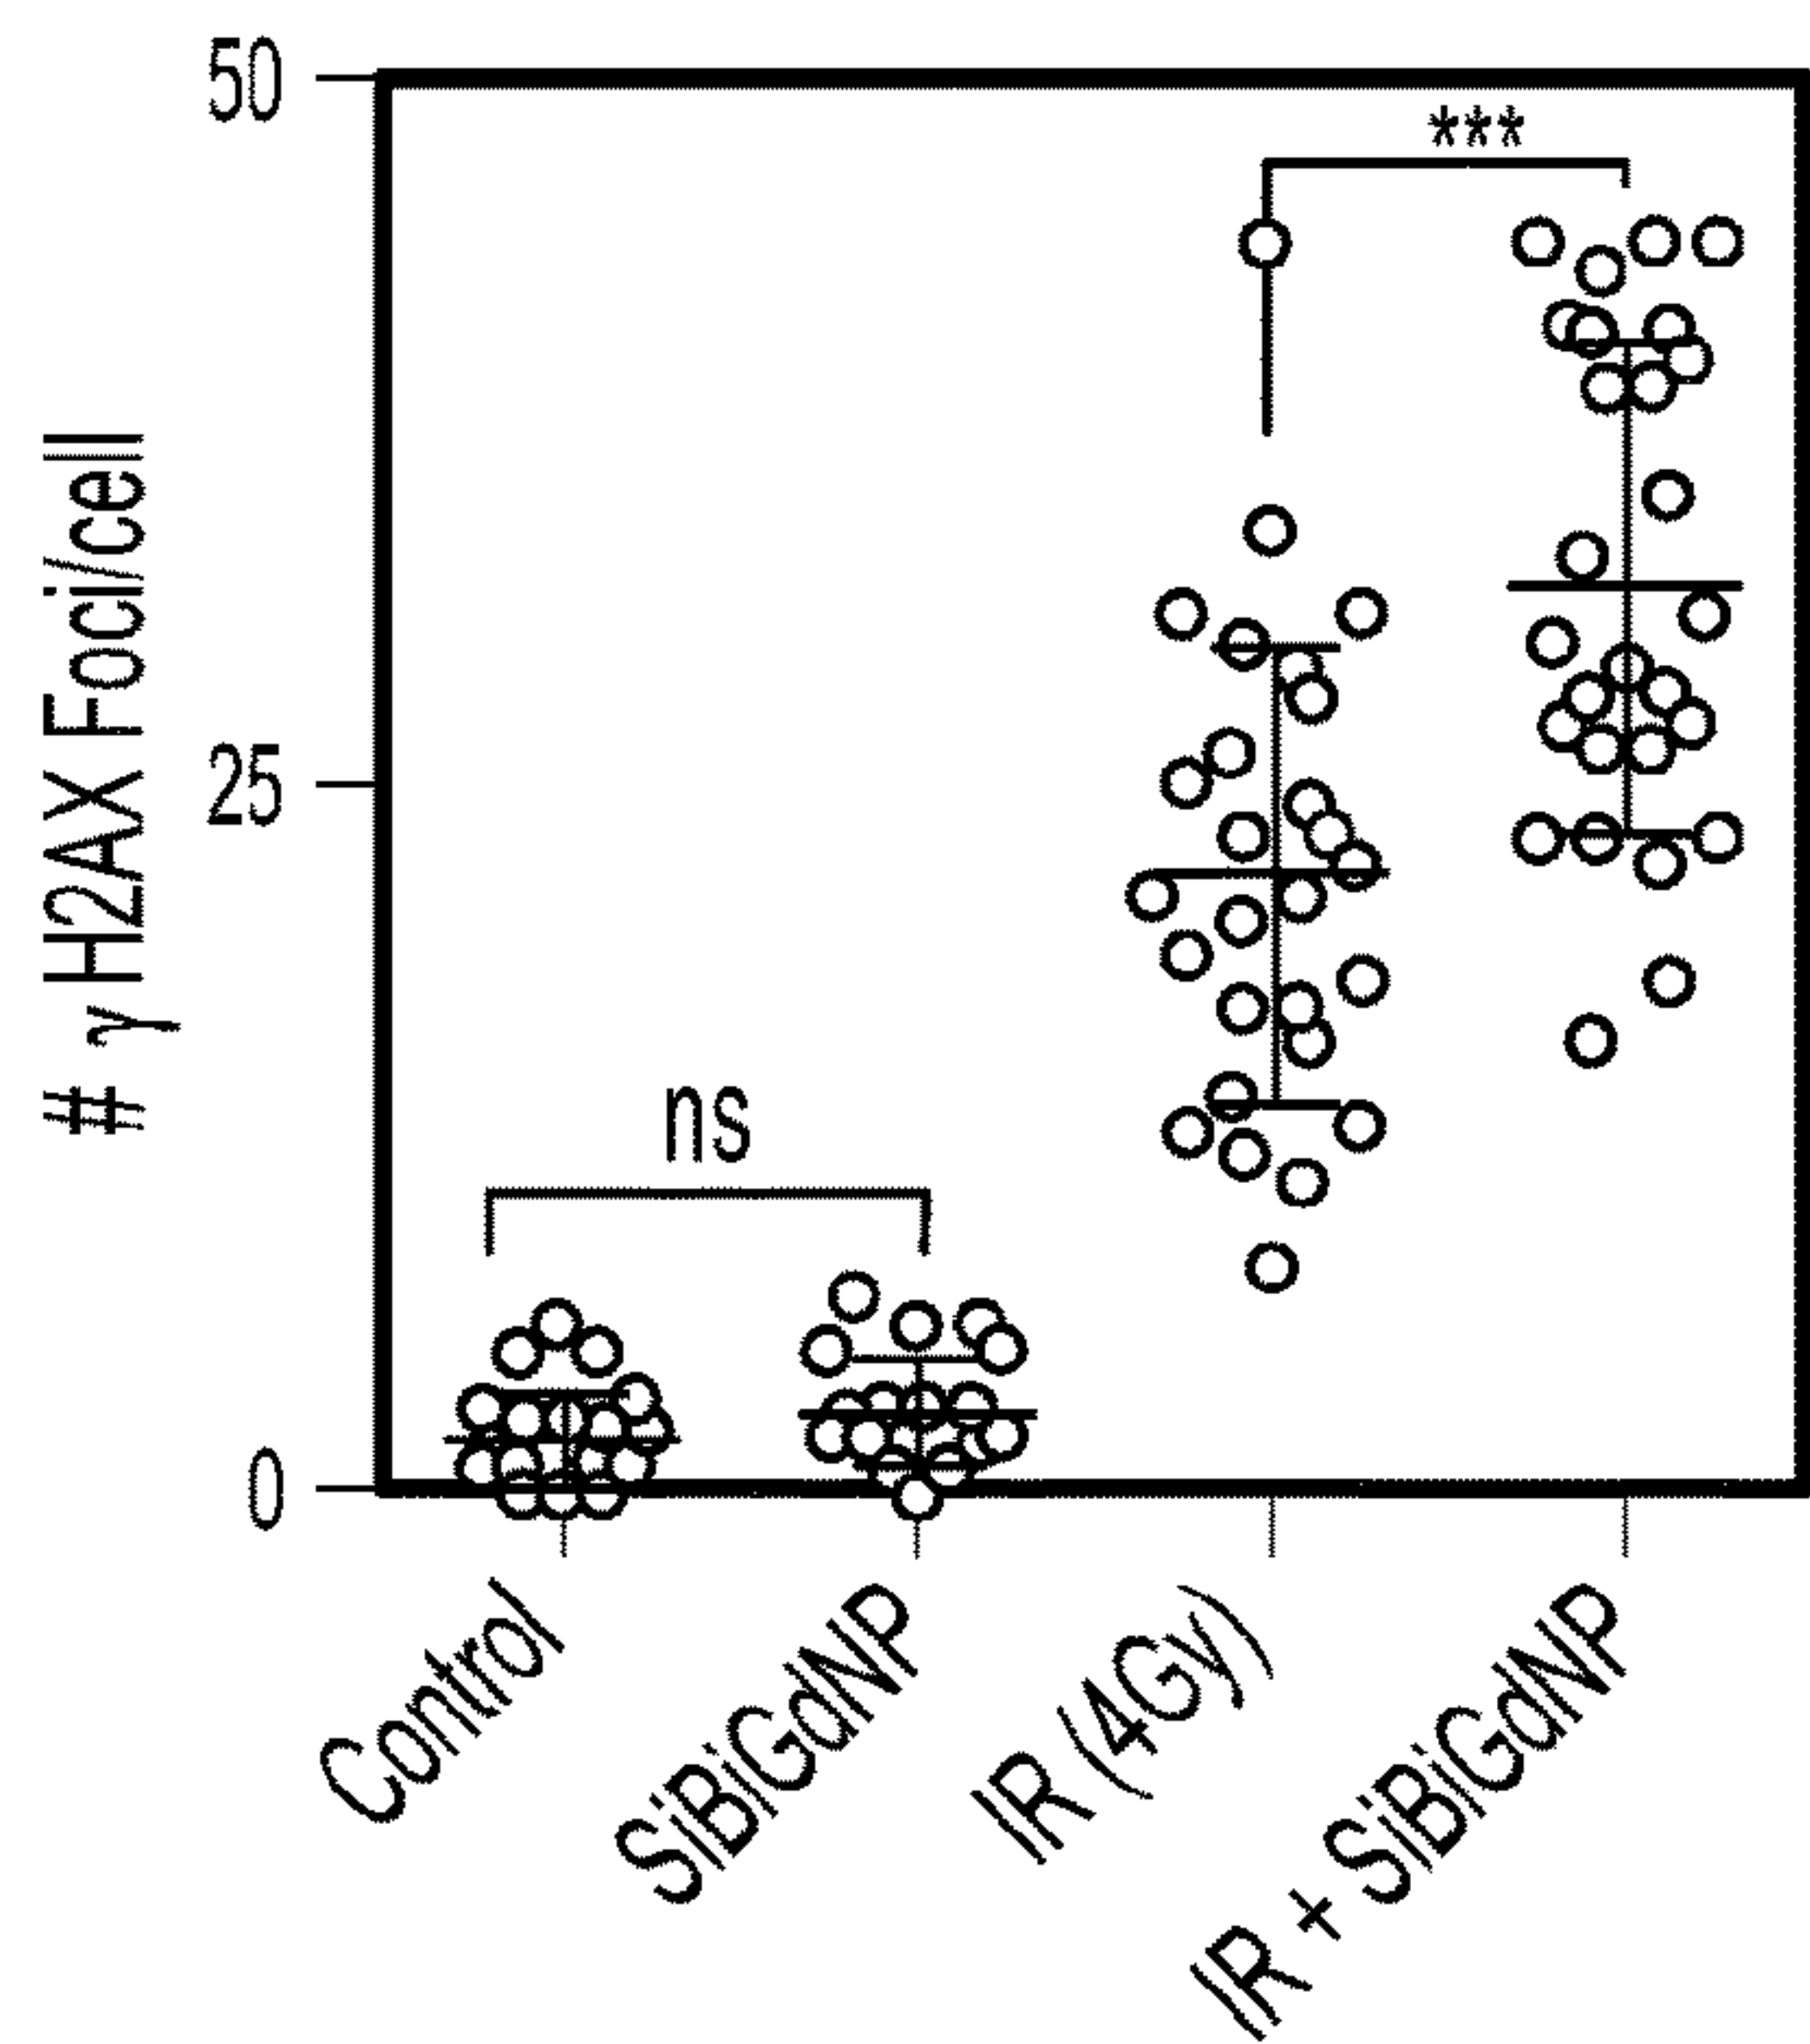 50
***
# γ H2AX Foci/cell
25
ns
0
Control
SiBiGdNP
IR (4Gy)
IR + SiBiGdNP